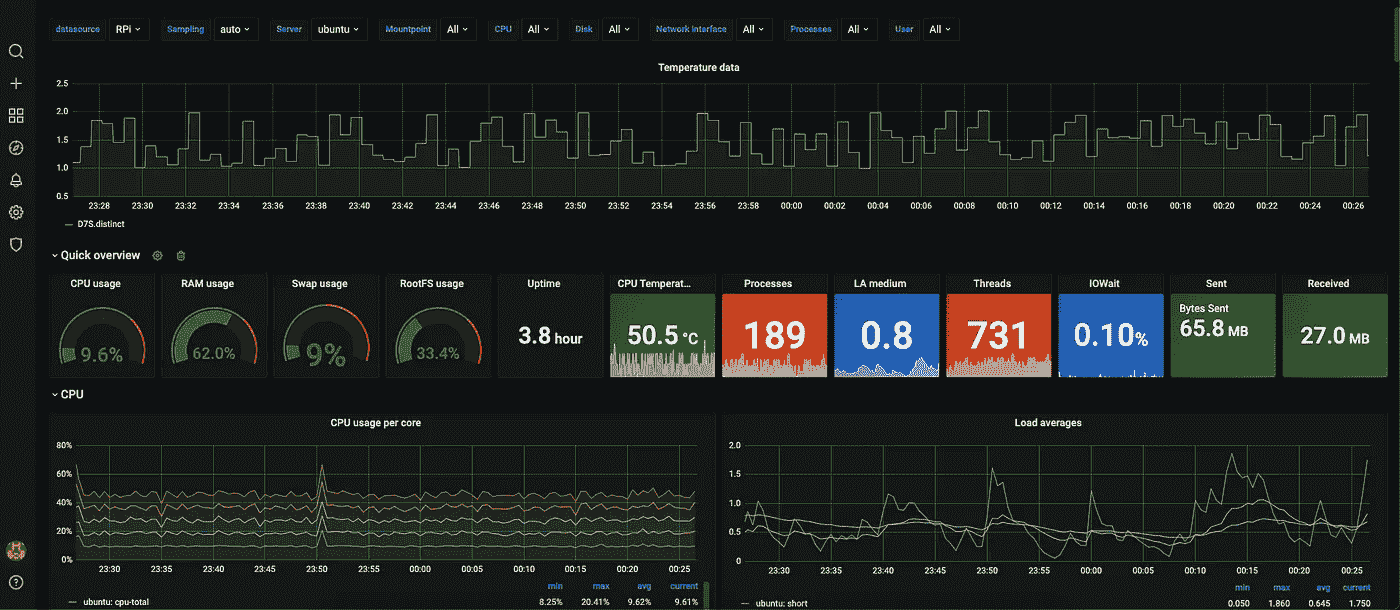 datasource RPi Sampling auto Server ubuntu Mountpoint All CPU All Disk All Network Interface All Processes All User All
Temperature data
2.5
2.0
1.5
1.0
0.5
23:28 23:30 23:32 23:34 23:36 23:38 23:40 23:42 23:44 23:46 23:48 23:50 23:52 23:54 23:56 23:58 00:00 00:02 00:04 00:06 00:08 00:10 00:12 00:14 00:16 00:18 00:20 00:22 00:24 00:26
D7S.distinct
Quick overview
CPU usage RAM usage Swap usage RootFS usage Uptime CPU Temperat... Processes LA medium Threads IOWait Sent Received
9.6% 62.0% 9% 33.4% 3.8 hour 50.5 °C 189 0.8 731 0.10% Bytes Sent 65.8 MB 27.0 MB
CPU
CPU usage per core
80%
60%
40%
20%
0%
23:30 23:35 23:40 23:45 23:50 23:55 00:00 00:05 00:10 00:15 00:20 00:25
min max avg current
ubuntu: cpu-total 8.25% 20.41% 9.62% 9.61%
Load averages
2.0
1.5
1.0
0.5
0
23:30 23:35 23:40 23:45 23:50 23:55 00:00 00:05 00:10 00:15 00:20 00:25
min max avg current
ubuntu: short 0.050 1.860 0.645 1.750